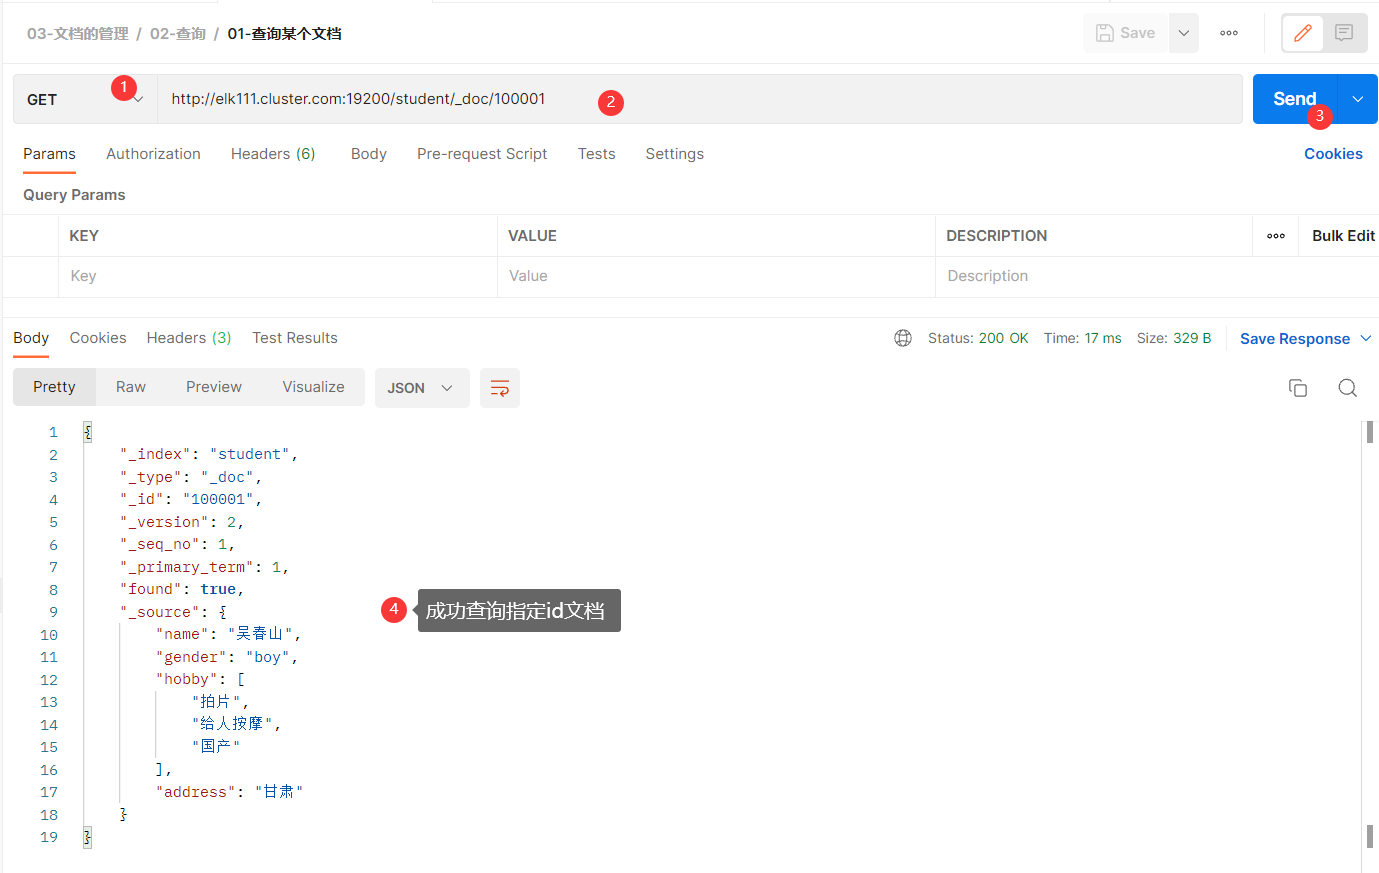 03-文档的管理 / 02-查询 / 01-查询某个文档
Save
GET
1
http://elk111.cluster.com:19200/student/_doc/100001
2
Send
3
Params Authorization Headers (6) Body Pre-request Script Tests Settings
Cookies
Query Params
KEY VALUE DESCRIPTION
Bulk Edit
Key Value Description
Body Cookies Headers (3) Test Results
Status: 200 OK Time: 17 ms Size: 329 B
Save Response
Pretty Raw Preview Visualize
JSON
1 {
2 "_index": "student",
3 "_type": "_doc",
4 "_id": "100001",
5 "_version": 2,
6 "_seq_no": 1,
7 "_primary_term": 1,
8 "found": true,
9 "_source": {
4
成功查询指定id文档
10 "name": "吴春山",
11 "gender": "boy",
12 "hobby": [
13 "拍片",
14 "给人按摩",
15 "国产"
16 ],
17 "address": "甘肃"
18 }
19 }